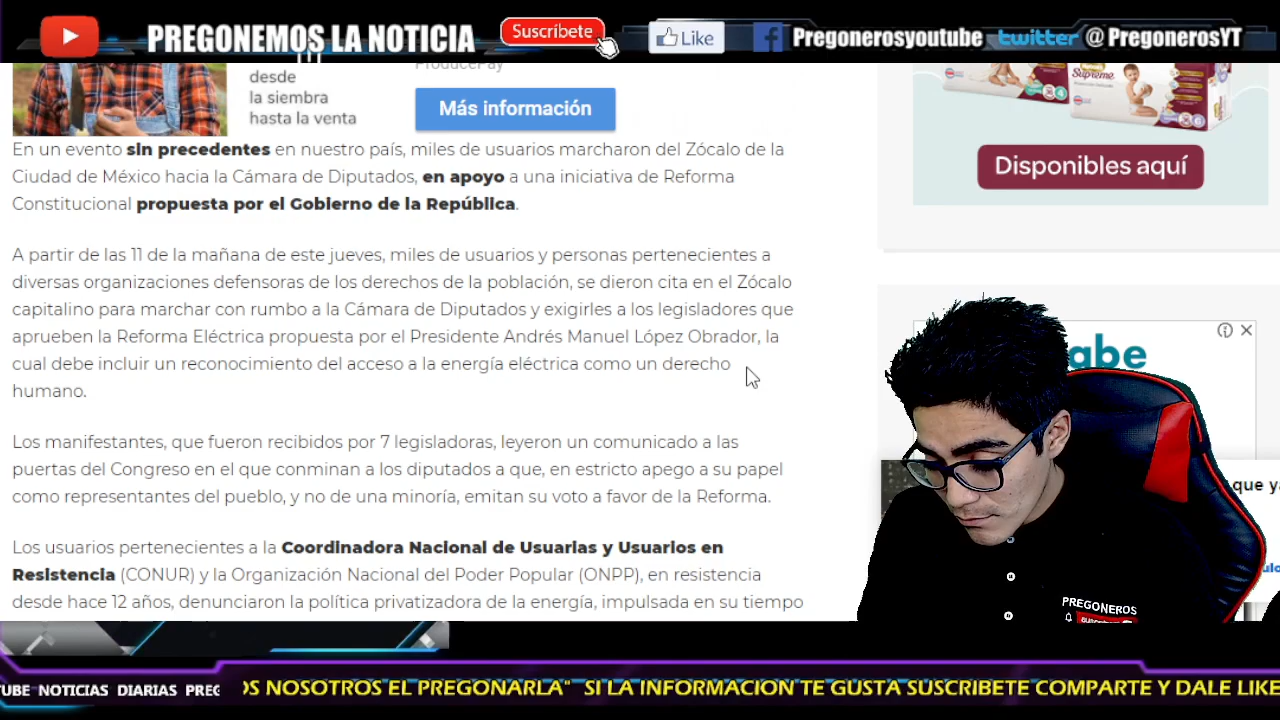 PREGONEMOS LA NOTICIA
Suscríbete
Like
Pregonerosyoutube
twitter @PregonerosYT
desde
la siembra
hasta la venta
ProducePay
Más información
Supreme
Disponibles aquí
En un evento sin precedentes en nuestro país, miles de usuarios marcharon del Zócalo de la
Ciudad de México hacia la Cámara de Diputados, en apoyo a una iniciativa de Reforma
Constitucional propuesta por el Gobierno de la República.
A partir de las 11 de la mañana de este jueves, miles de usuarios y personas pertenecientes a
diversas organizaciones defensoras de los derechos de la población, se dieron cita en el Zócalo
capitalino para marchar con rumbo a la Cámara de Diputados y exigirles a los legisladores que
aprueben la Reforma Eléctrica propuesta por el Presidente Andrés Manuel López Obrador, la
cual debe incluir un reconocimiento del acceso a la energía eléctrica como un derecho
humano.
Los manifestantes, que fueron recibidos por 7 legisladoras, leyeron un comunicado a las
puertas del Congreso en el que conminan a los diputados a que, en estricto apego a su papel
como representantes del pueblo, y no de una minoría, emitan su voto a favor de la Reforma.
Los usuarios pertenecientes a la Coordinadora Nacional de Usuarias y Usuarios en
Resistencia (CONUR) y la Organización Nacional del Poder Popular (ONPP), en resistencia
desde hace 12 años, denunciaron la política privatizadora de la energía, impulsada en su tiempo
que ya
PREGONEROS
UBE NOTICIAS DIARIAS PREG
OS NOSOTROS EL PREGONARLA" SI LA INFORMACION TE GUSTA SUSCRIBETE COMPARTE Y DALE LIKE